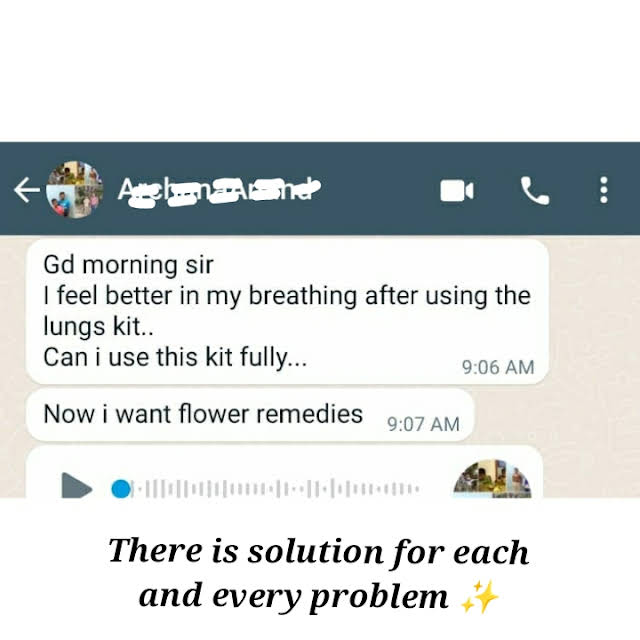 Gd morning sir
I feel better in my breathing after using the
lungs kit..
Can i use this kit fully...
9:06 AM
Now i want flower remedies
9:07 AM
There is solution for each
and every problem ✨